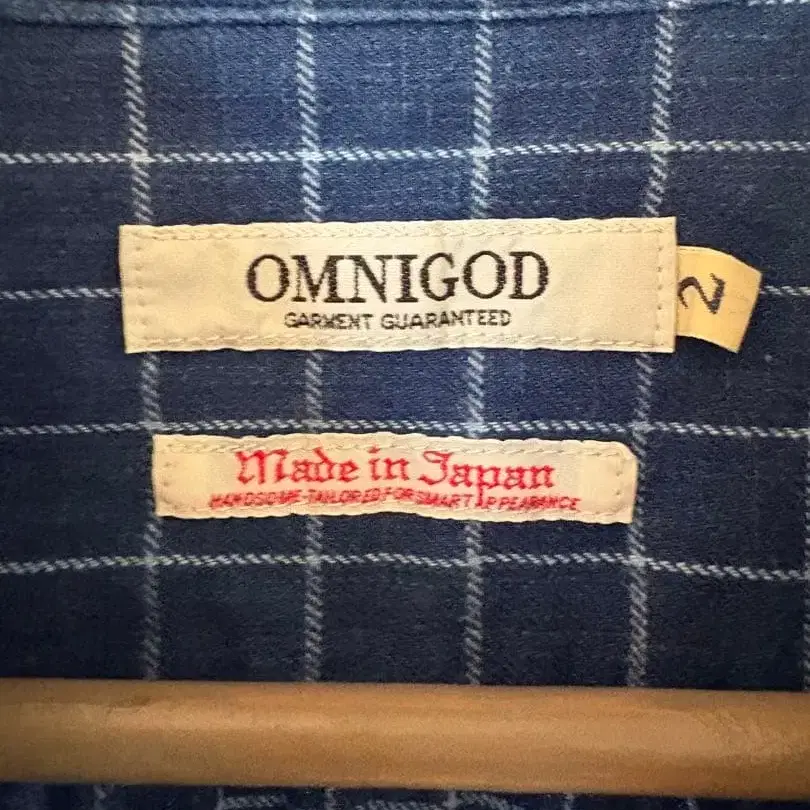 OMNIGOD
GARMENT GUARANTEED
2
Made in Japan
HANDSOME-TAILORED FOR SMART APPEARANCE